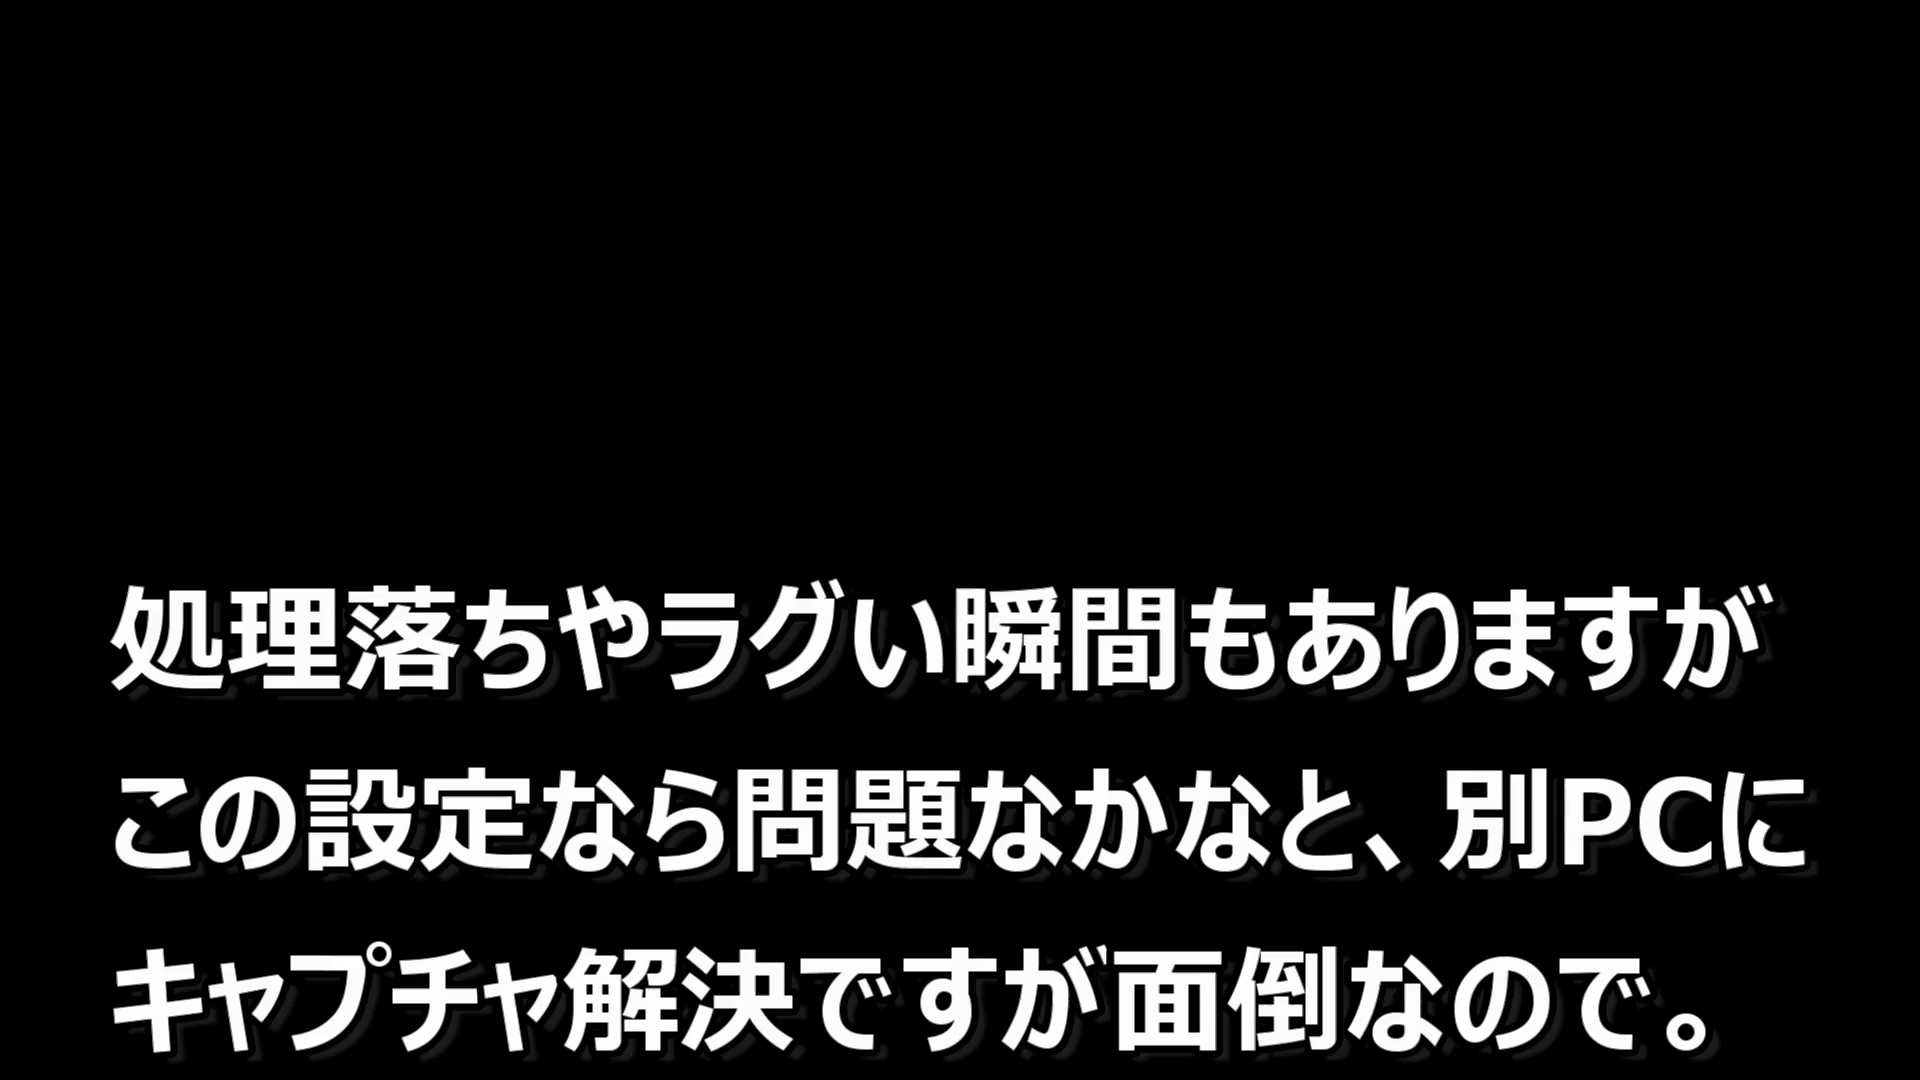 処理落ちやラグい瞬間もありますが
この設定なら問題なかなと、別PCに
キャプチャ解決ですが面倒なので。